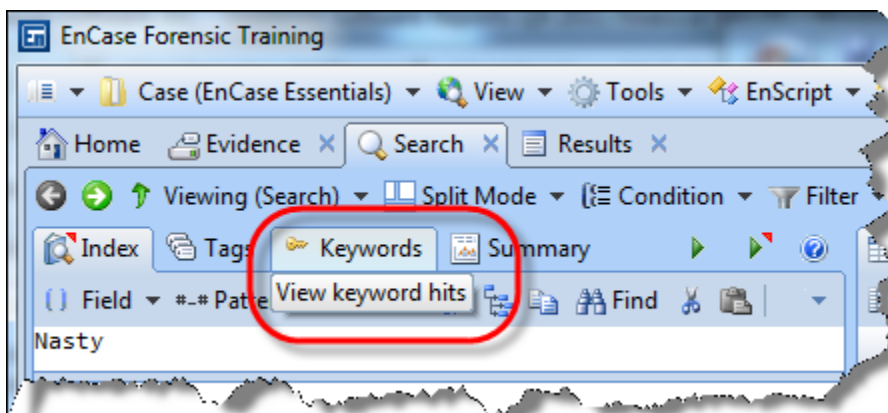 EnCase Forensic Training
Case (EnCase Essentials) View Tools EnScript
Home Evidence Search Results
Viewing (Search) Split Mode Condition Filter
Index Tags Keywords Summary
Field #-# View keyword hits Find
Nasty